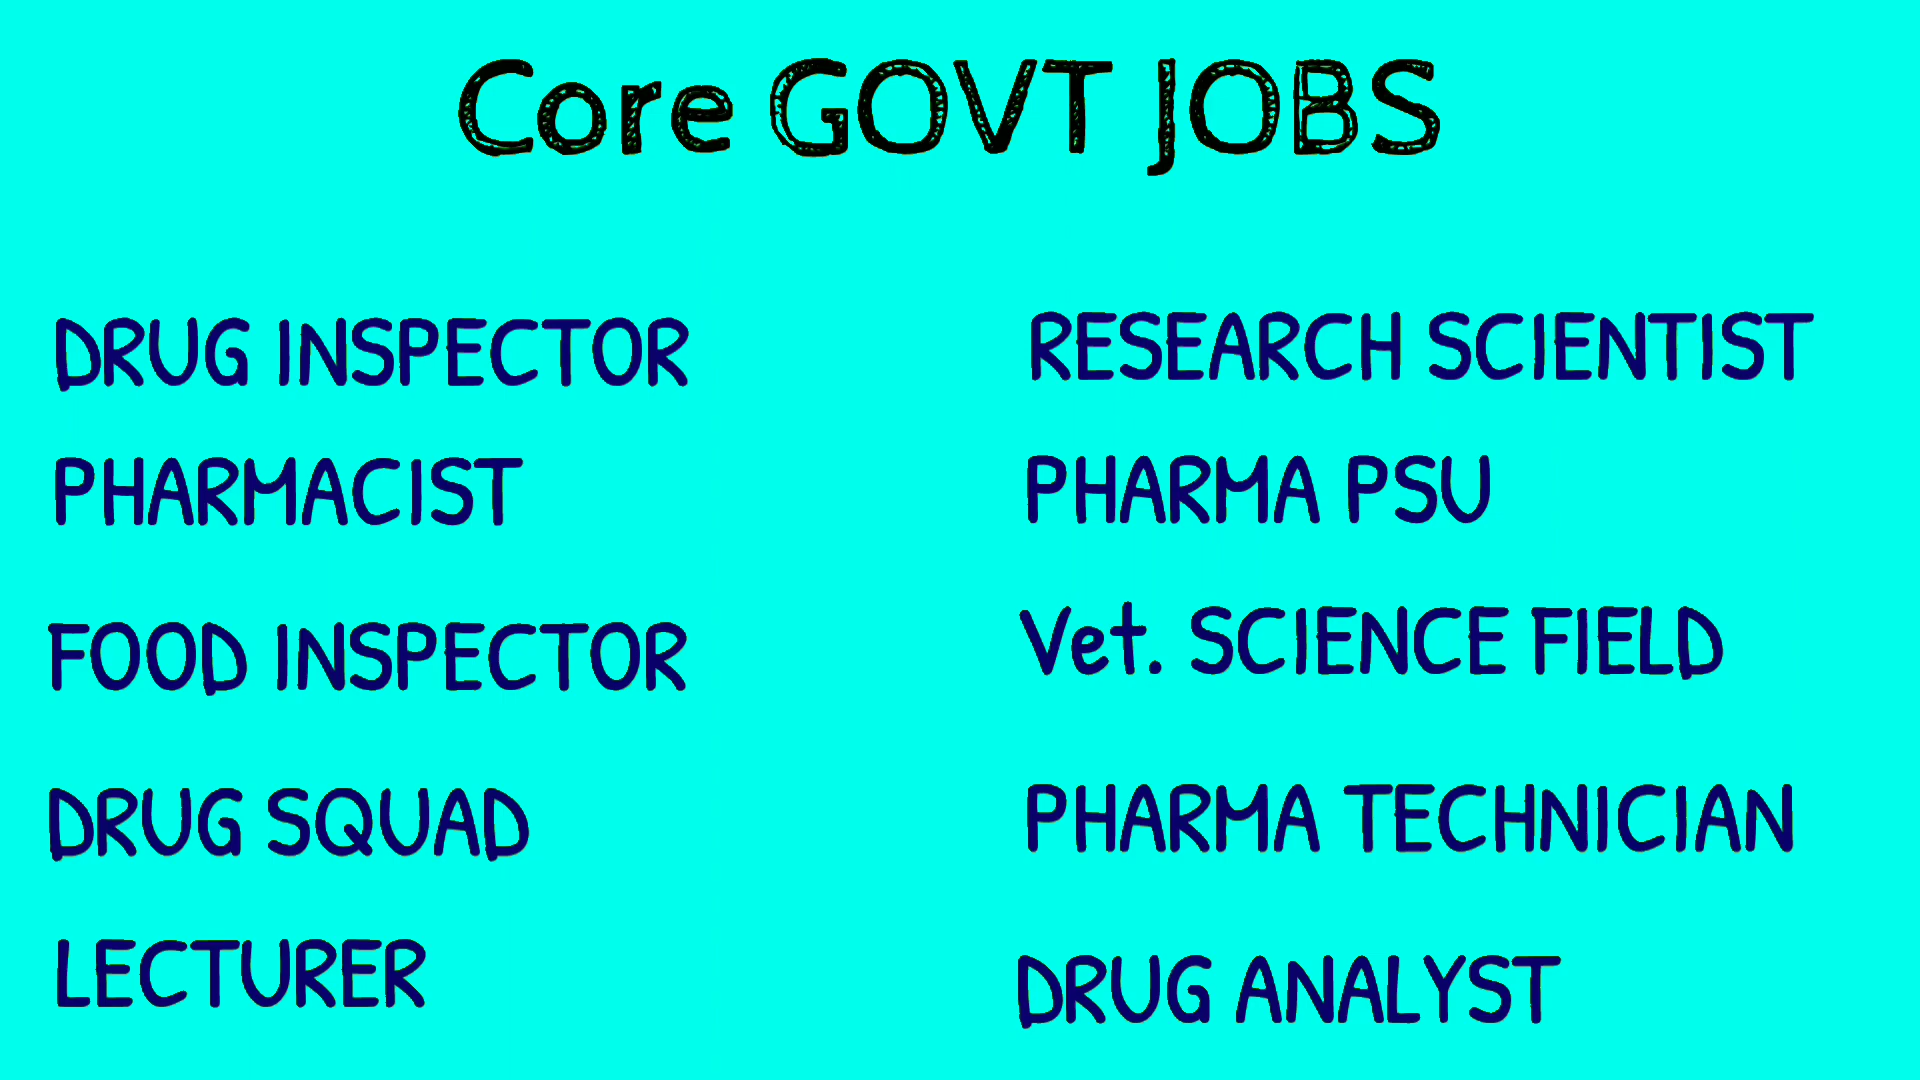 Core GOVT JOBS
DRUG INSPECTOR
PHARMACIST
FOOD INSPECTOR
DRUG SQUAD
LECTURER
RESEARCH SCIENTIST
PHARMA PSU
Vet. SCIENCE FIELD
PHARMA TECHNICIAN
DRUG ANALYST